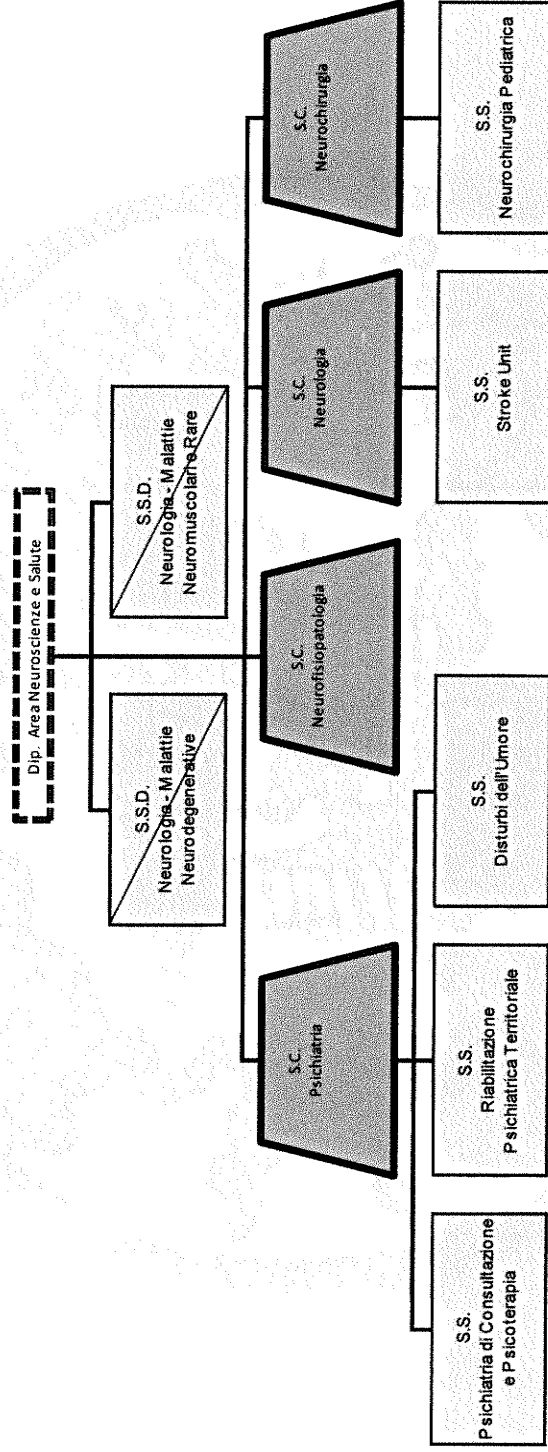 Dip. Area Neuroscienze e Salute
S.S.D.
Neurologia - Malattie
Neurodegenerative
S.S.D.
Neurologia - Malattie
Neuromuscolari e Rare
S.C.
Psichiatria
S.C.
Neurofisiopatologia
S.C.
Neurologia
S.C.
Neurochirurgia
S.S.
Psichiatria di Consultazione
e Psicoterapia
S.S.
Riabilitazione
Psichiatrica Territoriale
S.S.
Disturbi dell'Umore
S.S.
Stroke Unit
S.S.
Neurochirurgia Pediatrica